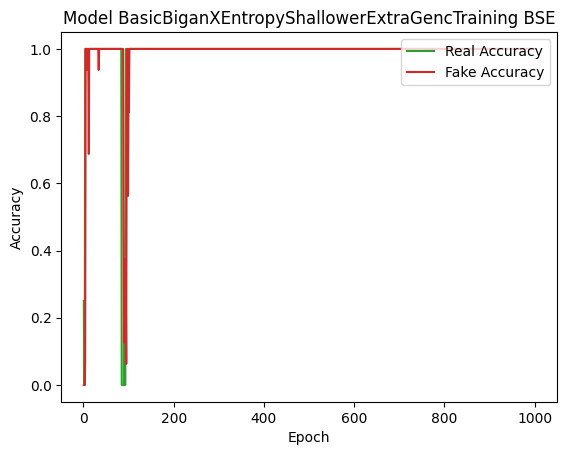 Model BasicBiganXEntropyShallowerExtraGencTraining BSE
Real Accuracy
Fake Accuracy
Accuracy
1.0
0.8
0.6
0.4
0.2
0.0
0 200 400 600 800 1000
Epoch